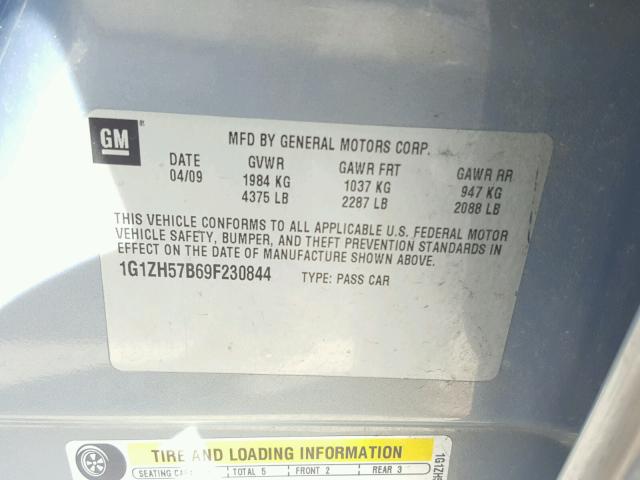 GM
MFD BY GENERAL MOTORS CORP.
DATE GVWR GAWR FRT GAWR RR
04/09 1984 KG 1037 KG 947 KG
4375 LB 2287 LB 2088 LB
THIS VEHICLE CONFORMS TO ALL APPLICABLE U.S. FEDERAL MOTOR
VEHICLE SAFETY, BUMPER, AND THEFT PREVENTION STANDARDS IN
EFFECT ON THE DATE OF MANUFACTURE SHOWN ABOVE.
1G1ZH57B69F230844 TYPE: PASS CAR
TIRE AND LOADING INFORMATION
SEATING TOTAL 5 FRONT 2 REAR 3
1G1ZH5